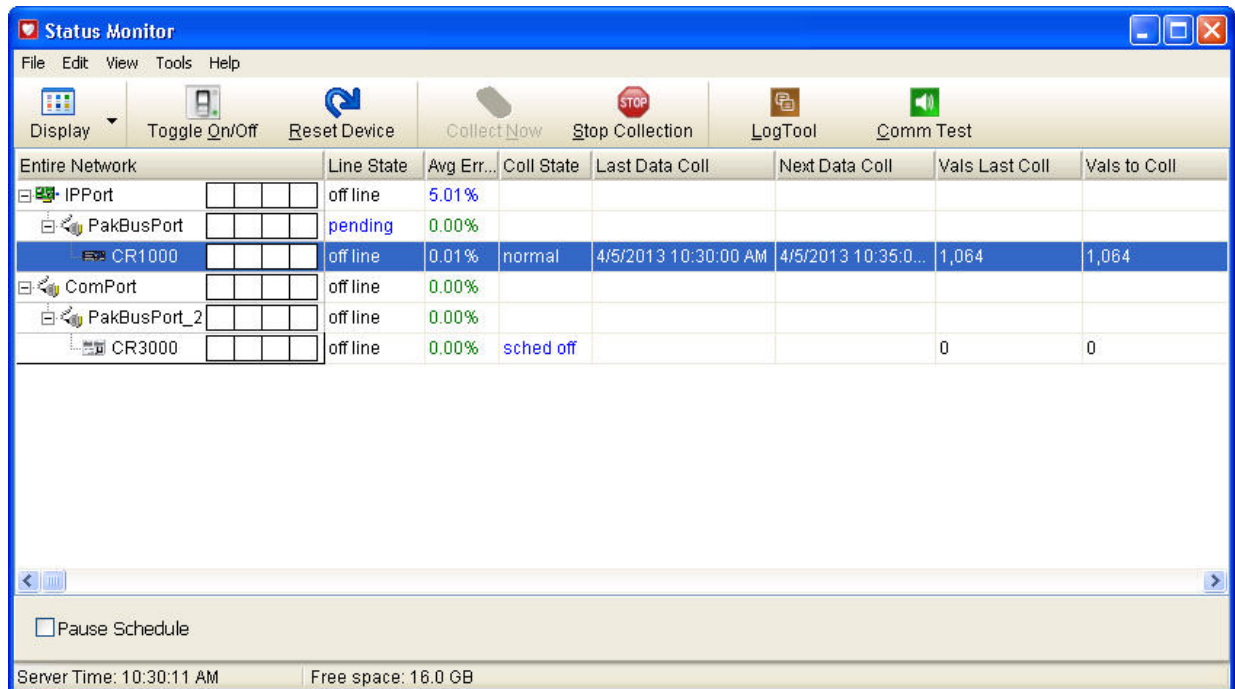 Status Monitor
File Edit View Tools Help
Display Toggle On/Off Reset Device Collect Now STOP Stop Collection LogTool Comm Test
Entire Network Line State Avg Err... Coll State Last Data Coll Next Data Coll Vals Last Coll Vals to Coll
IPPort off line 5.01%
PakBusPort pending 0.00%
CR1000 off line 0.01% normal 4/5/2013 10:30:00 AM 4/5/2013 10:35:0... 1,064 1,064
ComPort off line 0.00%
PakBusPort_2 off line 0.00%
CR3000 off line 0.00% sched off 0 0
Pause Schedule
Server Time: 10:30:11 AM Free space: 16.0 GB